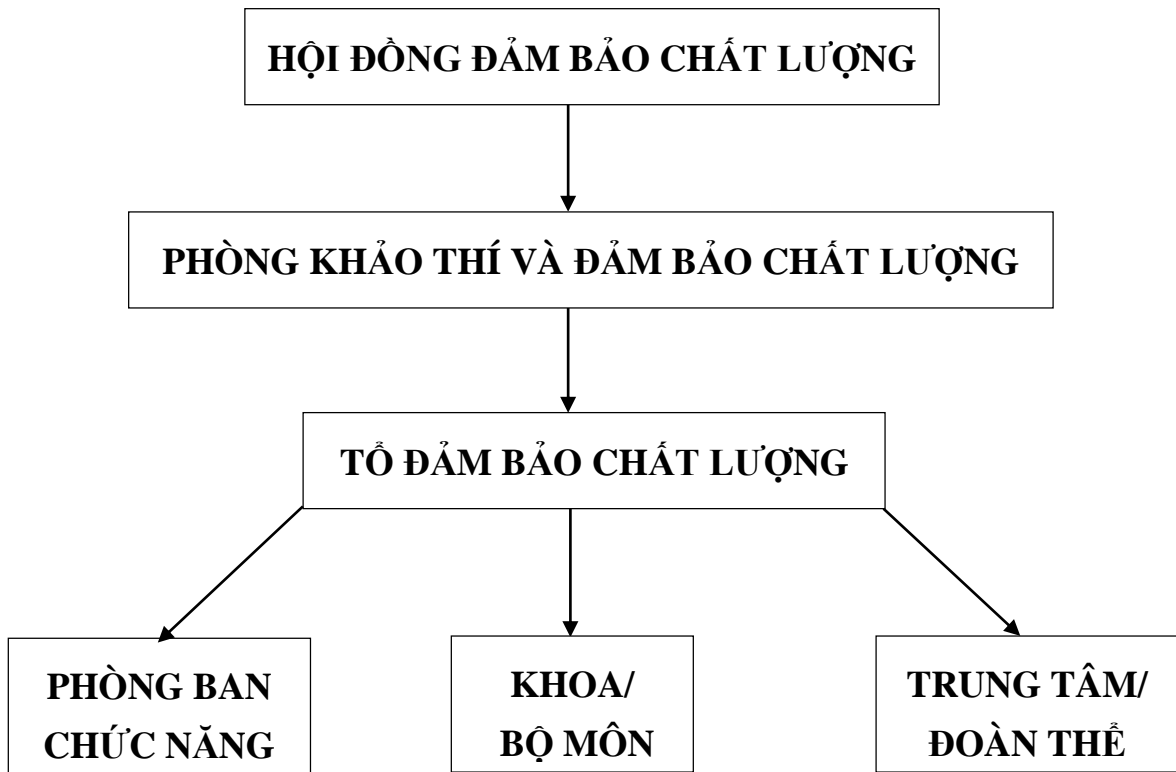 HỘI ĐỒNG ĐẢM BẢO CHẤT LƯỢNG
PHÒNG KHẢO THÍ VÀ ĐẢM BẢO CHẤT LƯỢNG
TỔ ĐẢM BẢO CHẤT LƯỢNG
PHÒNG BAN
CHỨC NĂNG
KHOA/
BỘ MÔN
TRUNG TÂM/
ĐOÀN THỂ